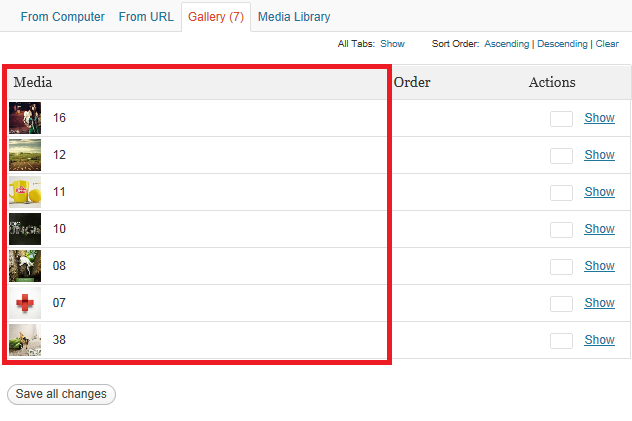 From Computer From URL Gallery (7) Media Library
All Tabs: Show Sort Order: Ascending | Descending | Clear
Media Order Actions
16 Show
12 Show
11 Show
10 Show
08 Show
07 Show
38 Show
Save all changes